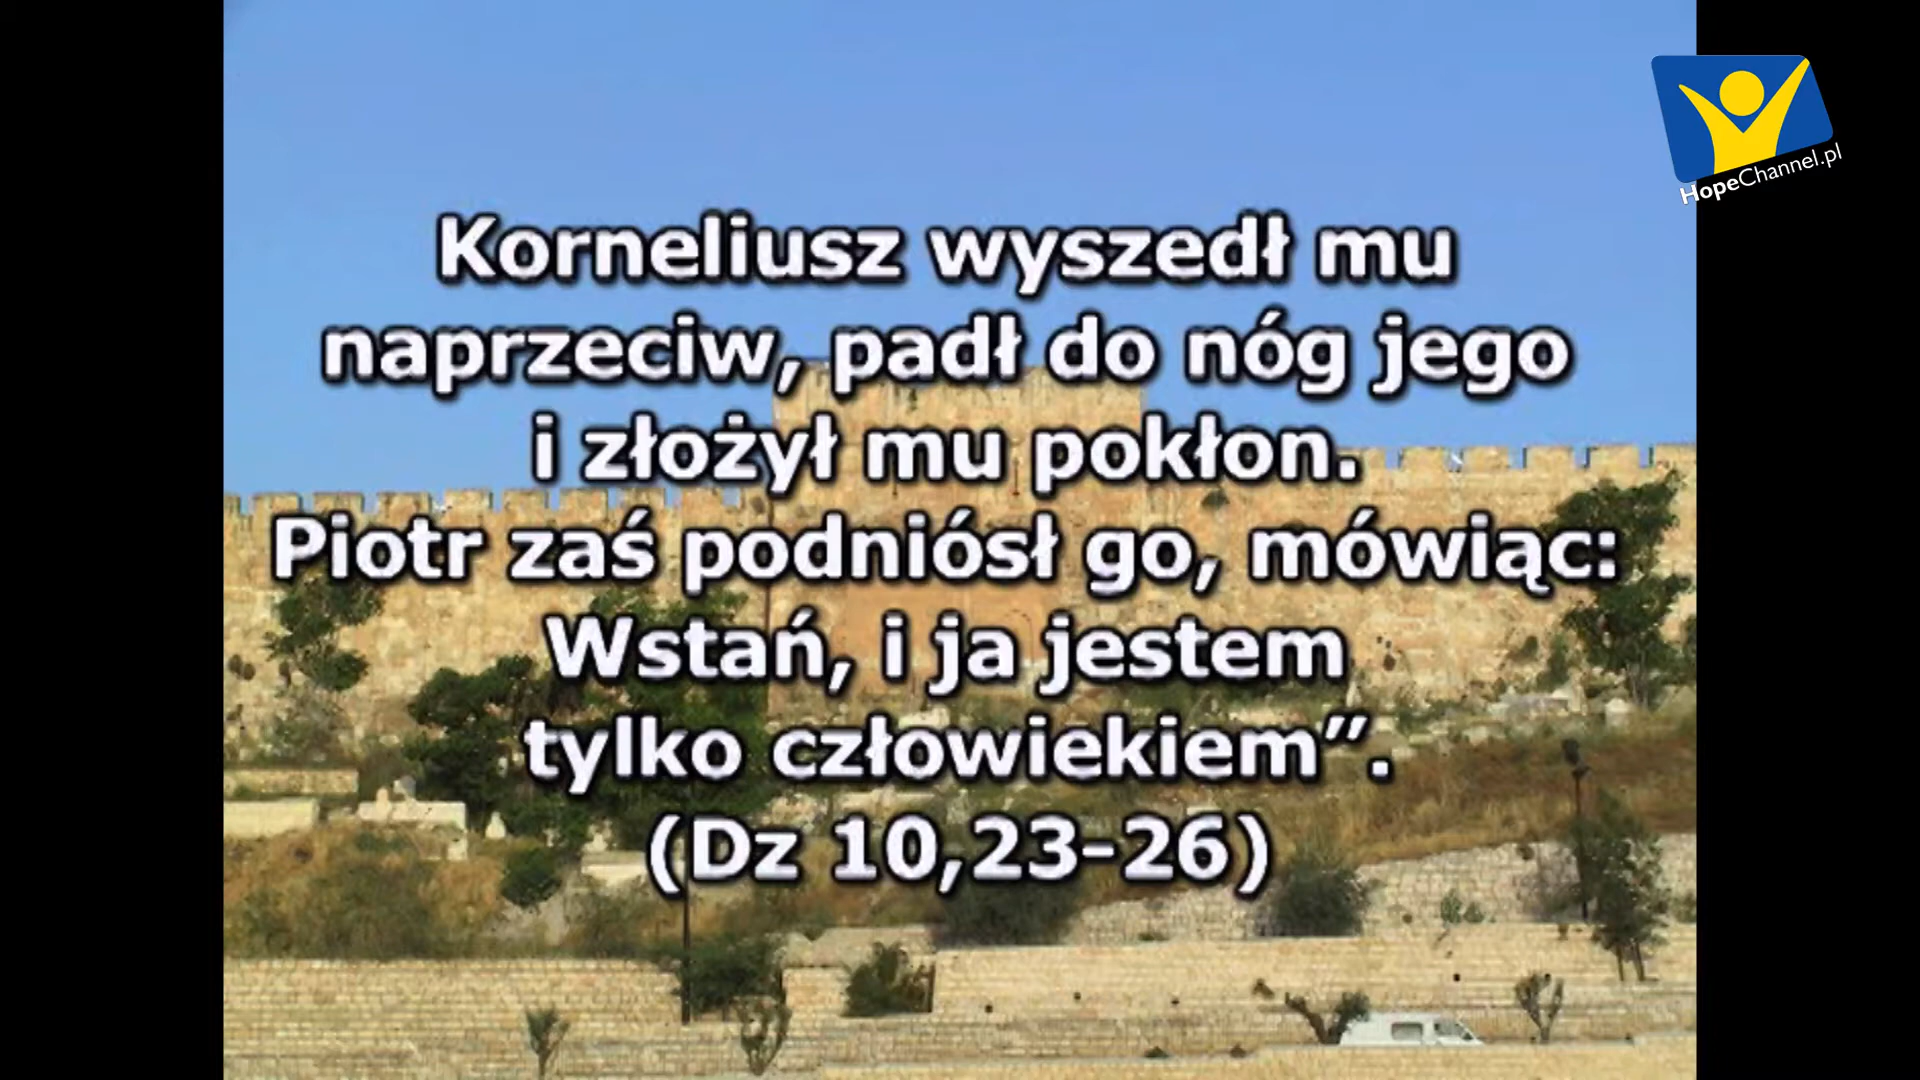 HopeChannel.pl
Korneliusz wyszedł mu
naprzeciw, padł do nóg jego
i złożył mu pokłon.
Piotr zaś podniósł go, mówiąc:
Wstań, i ja jestem
tylko człowiekiem”.
(Dz 10,23-26)